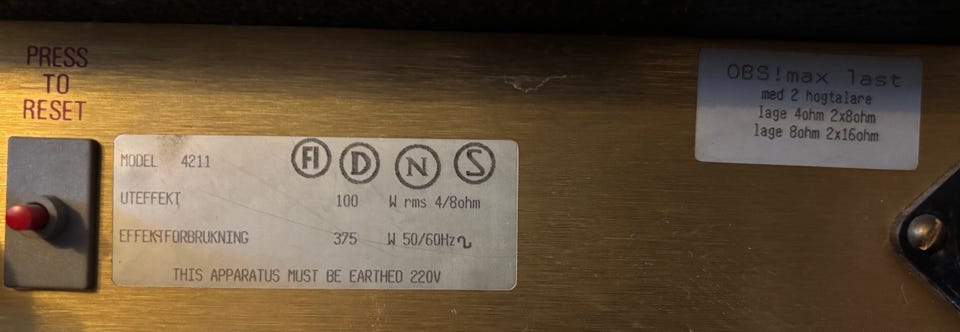 PRESS
TO
RESET
MODEL 4211 FI D N S
UTEFFEKT 100 W rms 4/8ohm
EFFEKTFORBRUKNING 375 W 50/60Hz
THIS APPARATUS MUST BE EARTHED 220V
OBS!max last
med 2 hogtalare
lage 4ohm 2x8ohm
lage 8ohm 2x16ohm